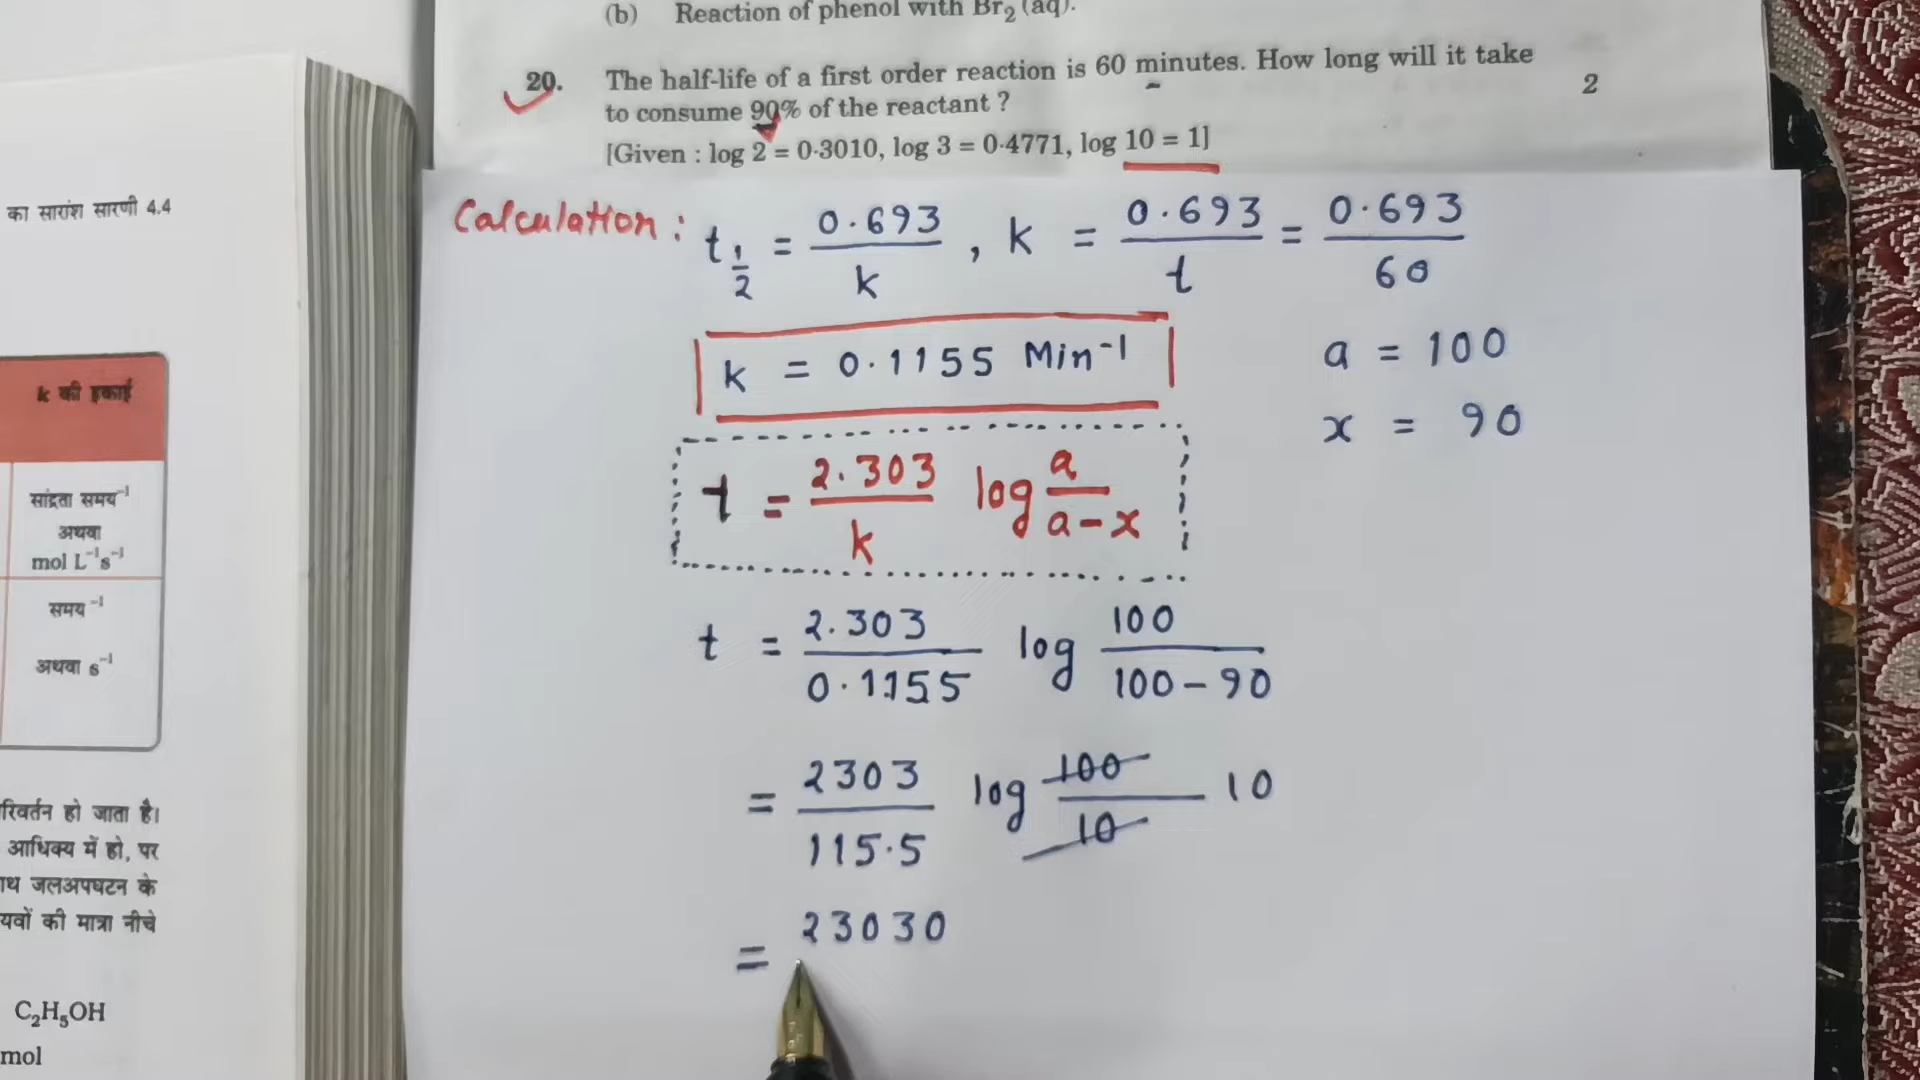 (b) Reaction of phenol with Br₂ (aq).
20. The half-life of a first order reaction is 60 minutes. How long will it take
to consume 90% of the reactant ? 2
[Given : log 2 = 0·3010, log 3 = 0·4771, log 10 = 1]
का सारांश सारणी 4.4
k की इकाई
सांद्रता समय⁻¹
अथवा
mol L⁻¹s⁻¹
समय⁻¹
अथवा s⁻¹
रिवर्तन हो जाता है।
आधिक्य में हो, पर
जलअपघटन के
की मात्रा नीचे
C₂H₅OH
mol
Calculation : t½ = 0.693/k , k = 0.693/t = 0.693/60
k = 0.1155 Min⁻¹
a = 100
x = 90
t = 2.303/k log a/a-x
t = 2.303/0.1155 log 100/100-90
= 2303/115.5 log 100/10 10
= 23030